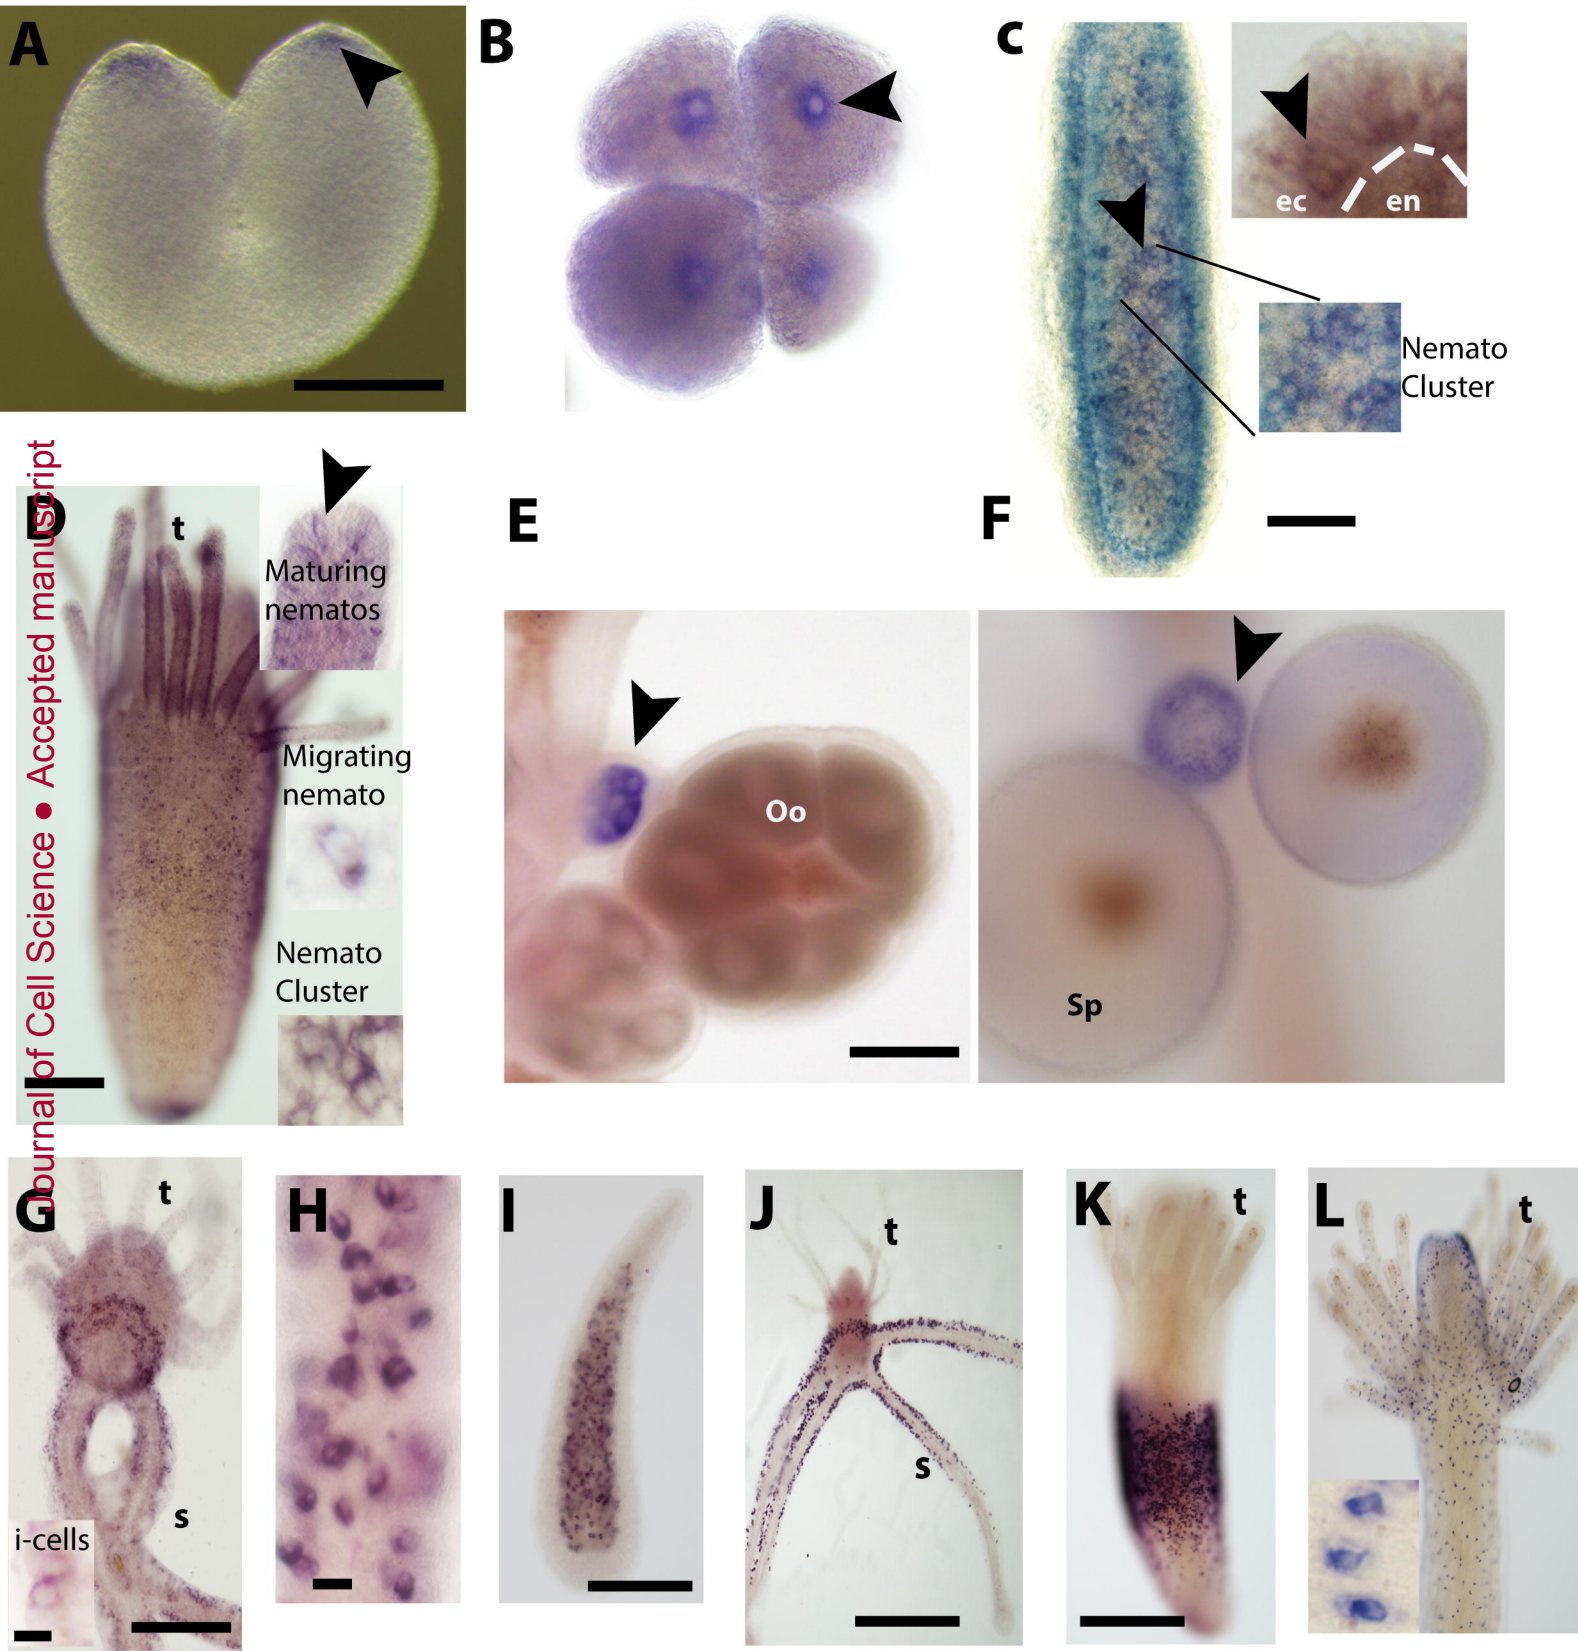 A
B
c
ec
en
Nemato
Cluster
Journal of Cell Science ● Accepted manuscript
D
t
Maturing
nematos
Migrating
nemato
Nemato
Cluster
E
Oo
F
Sp
G
t
s
i-cells
H
I
J
t
s
K
t
L
t